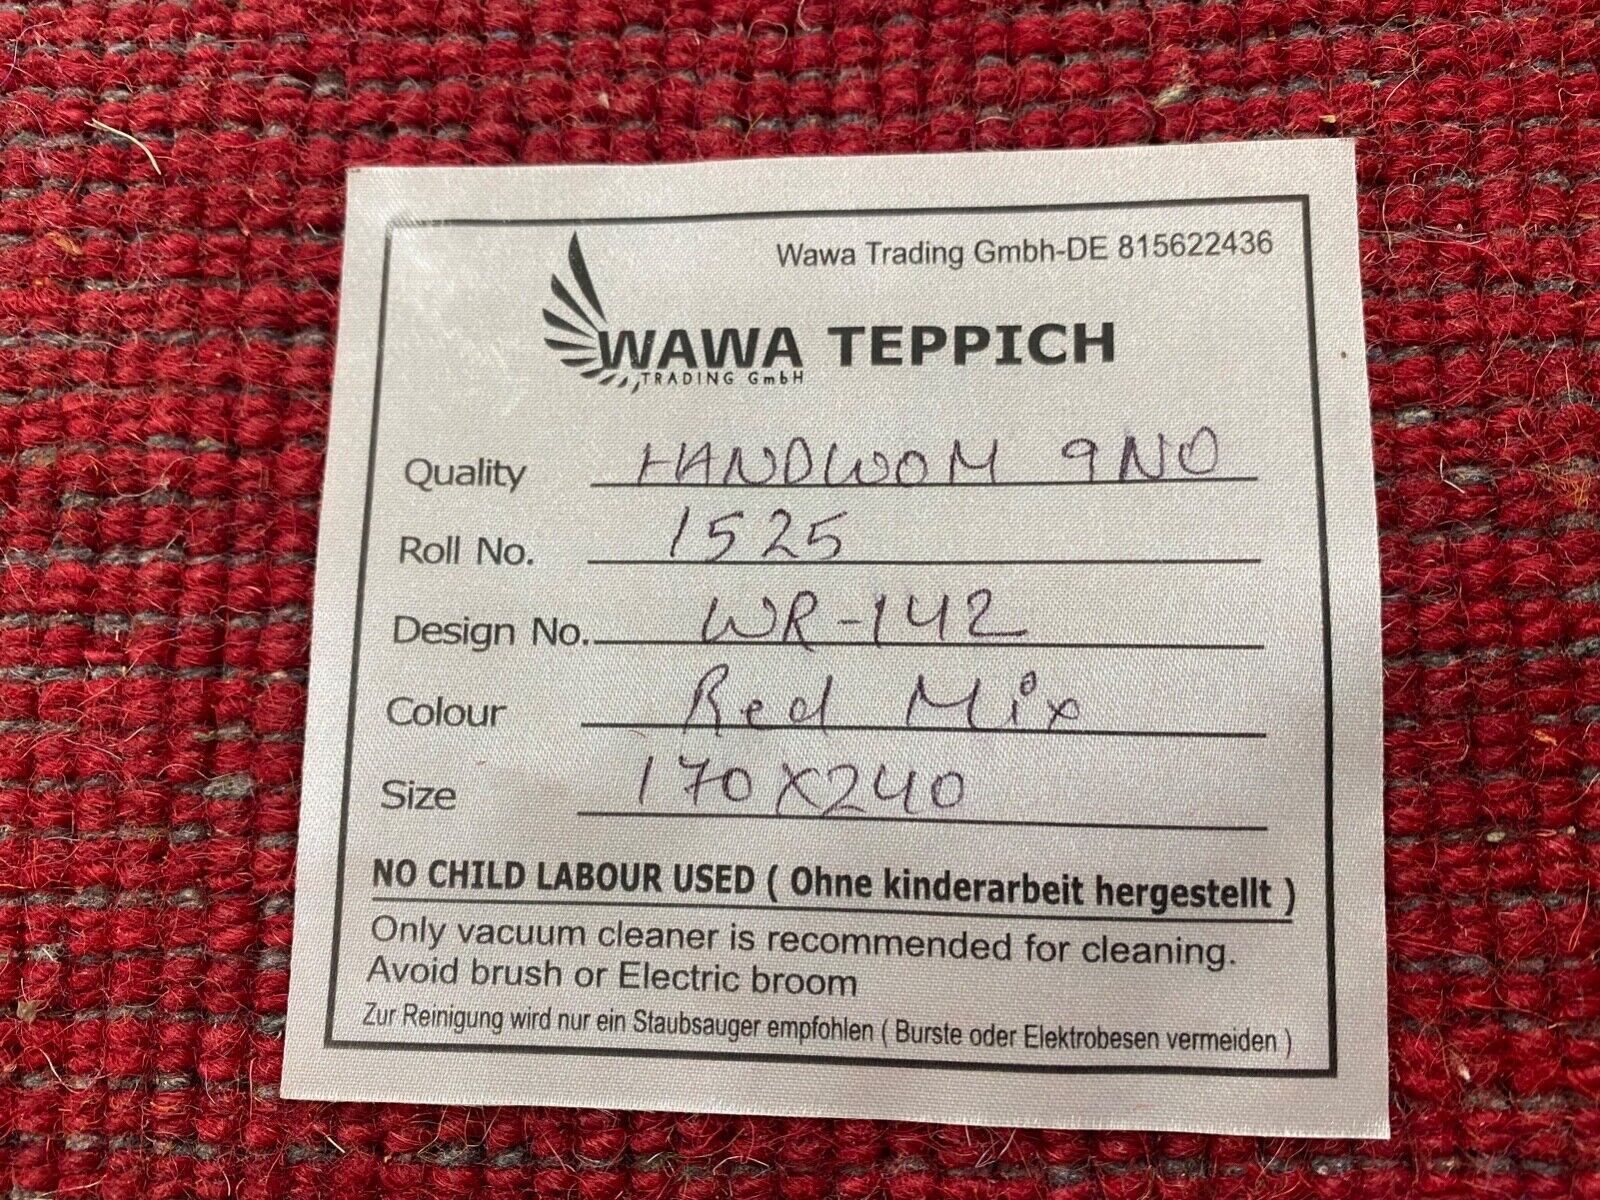 Wawa Trading Gmbh-DE 815622436
WAWA TEPPICH
TRADING GmbH
Quality HANDWOM 9NO
Roll No. 1525
Design No. WR-142
Colour Red Mix
Size 170X240
NO CHILD LABOUR USED ( Ohne kinderarbeit hergestellt )
Only vacuum cleaner is recommended for cleaning.
Avoid brush or Electric broom
Zur Reinigung wird nur ein Staubsauger empfohlen ( Burste oder Elektrobesen vermeiden )